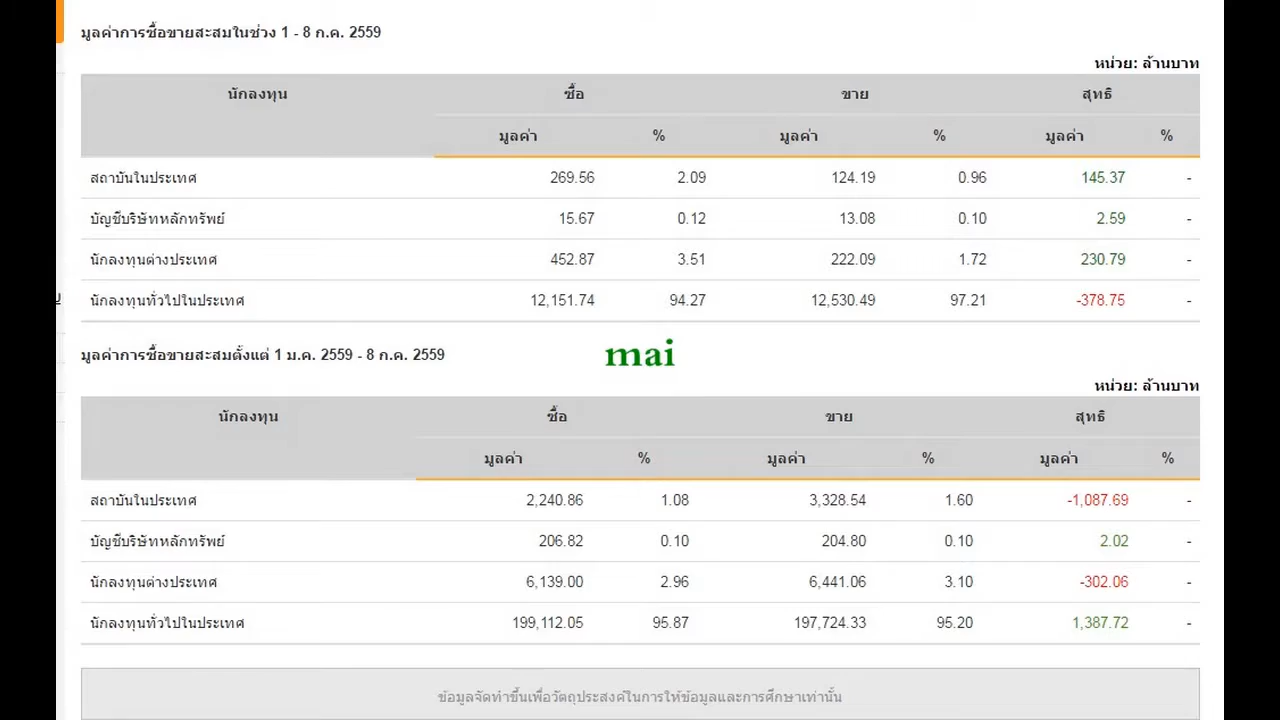 มูลค่าการซื้อขายสะสมในช่วง 1 - 8 ก.ค. 2559
หน่วย: ล้านบาท
นักลงทุน ซื้อ ขาย สุทธิ
มูลค่า % มูลค่า % มูลค่า %
สถาบันในประเทศ 269.56 2.09 124.19 0.96 145.37 -
บัญชีบริษัทหลักทรัพย์ 15.67 0.12 13.08 0.10 2.59 -
นักลงทุนต่างประเทศ 452.87 3.51 222.09 1.72 230.79 -
นักลงทุนทั่วไปในประเทศ 12,151.74 94.27 12,530.49 97.21 -378.75 -
มูลค่าการซื้อขายสะสมตั้งแต่ 1 ม.ค. 2559 - 8 ก.ค. 2559 mai
หน่วย: ล้านบาท
นักลงทุน ซื้อ ขาย สุทธิ
มูลค่า % มูลค่า % มูลค่า %
สถาบันในประเทศ 2,240.86 1.08 3,328.54 1.60 -1,087.69 -
บัญชีบริษัทหลักทรัพย์ 206.82 0.10 204.80 0.10 2.02 -
นักลงทุนต่างประเทศ 6,139.00 2.96 6,441.06 3.10 -302.06 -
นักลงทุนทั่วไปในประเทศ 199,112.05 95.87 197,724.33 95.20 1,387.72 -
ข้อมูลจัดทำขึ้นเพื่อวัตถุประสงค์ในการให้ข้อมูลและการศึกษาเท่านั้น